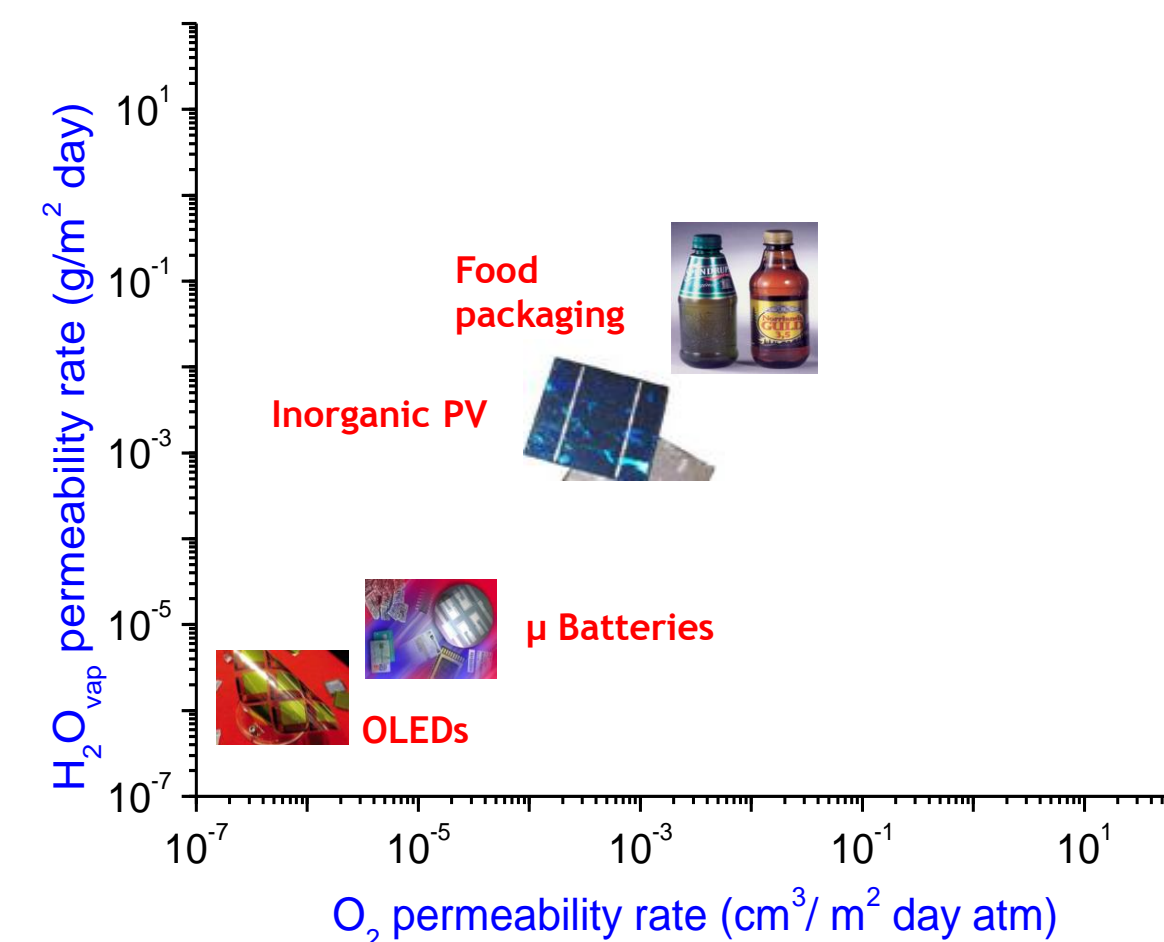 H₂Oᵥₐₚ permeability rate (g/m² day)
10¹
10⁻¹
10⁻³
10⁻⁵
10⁻⁷
Food
packaging
GULD
Inorganic PV
µ Batteries
OLEDs
10⁻⁷ 10⁻⁵ 10⁻³ 10⁻¹ 10¹
O₂ permeability rate (cm³/ m² day atm)